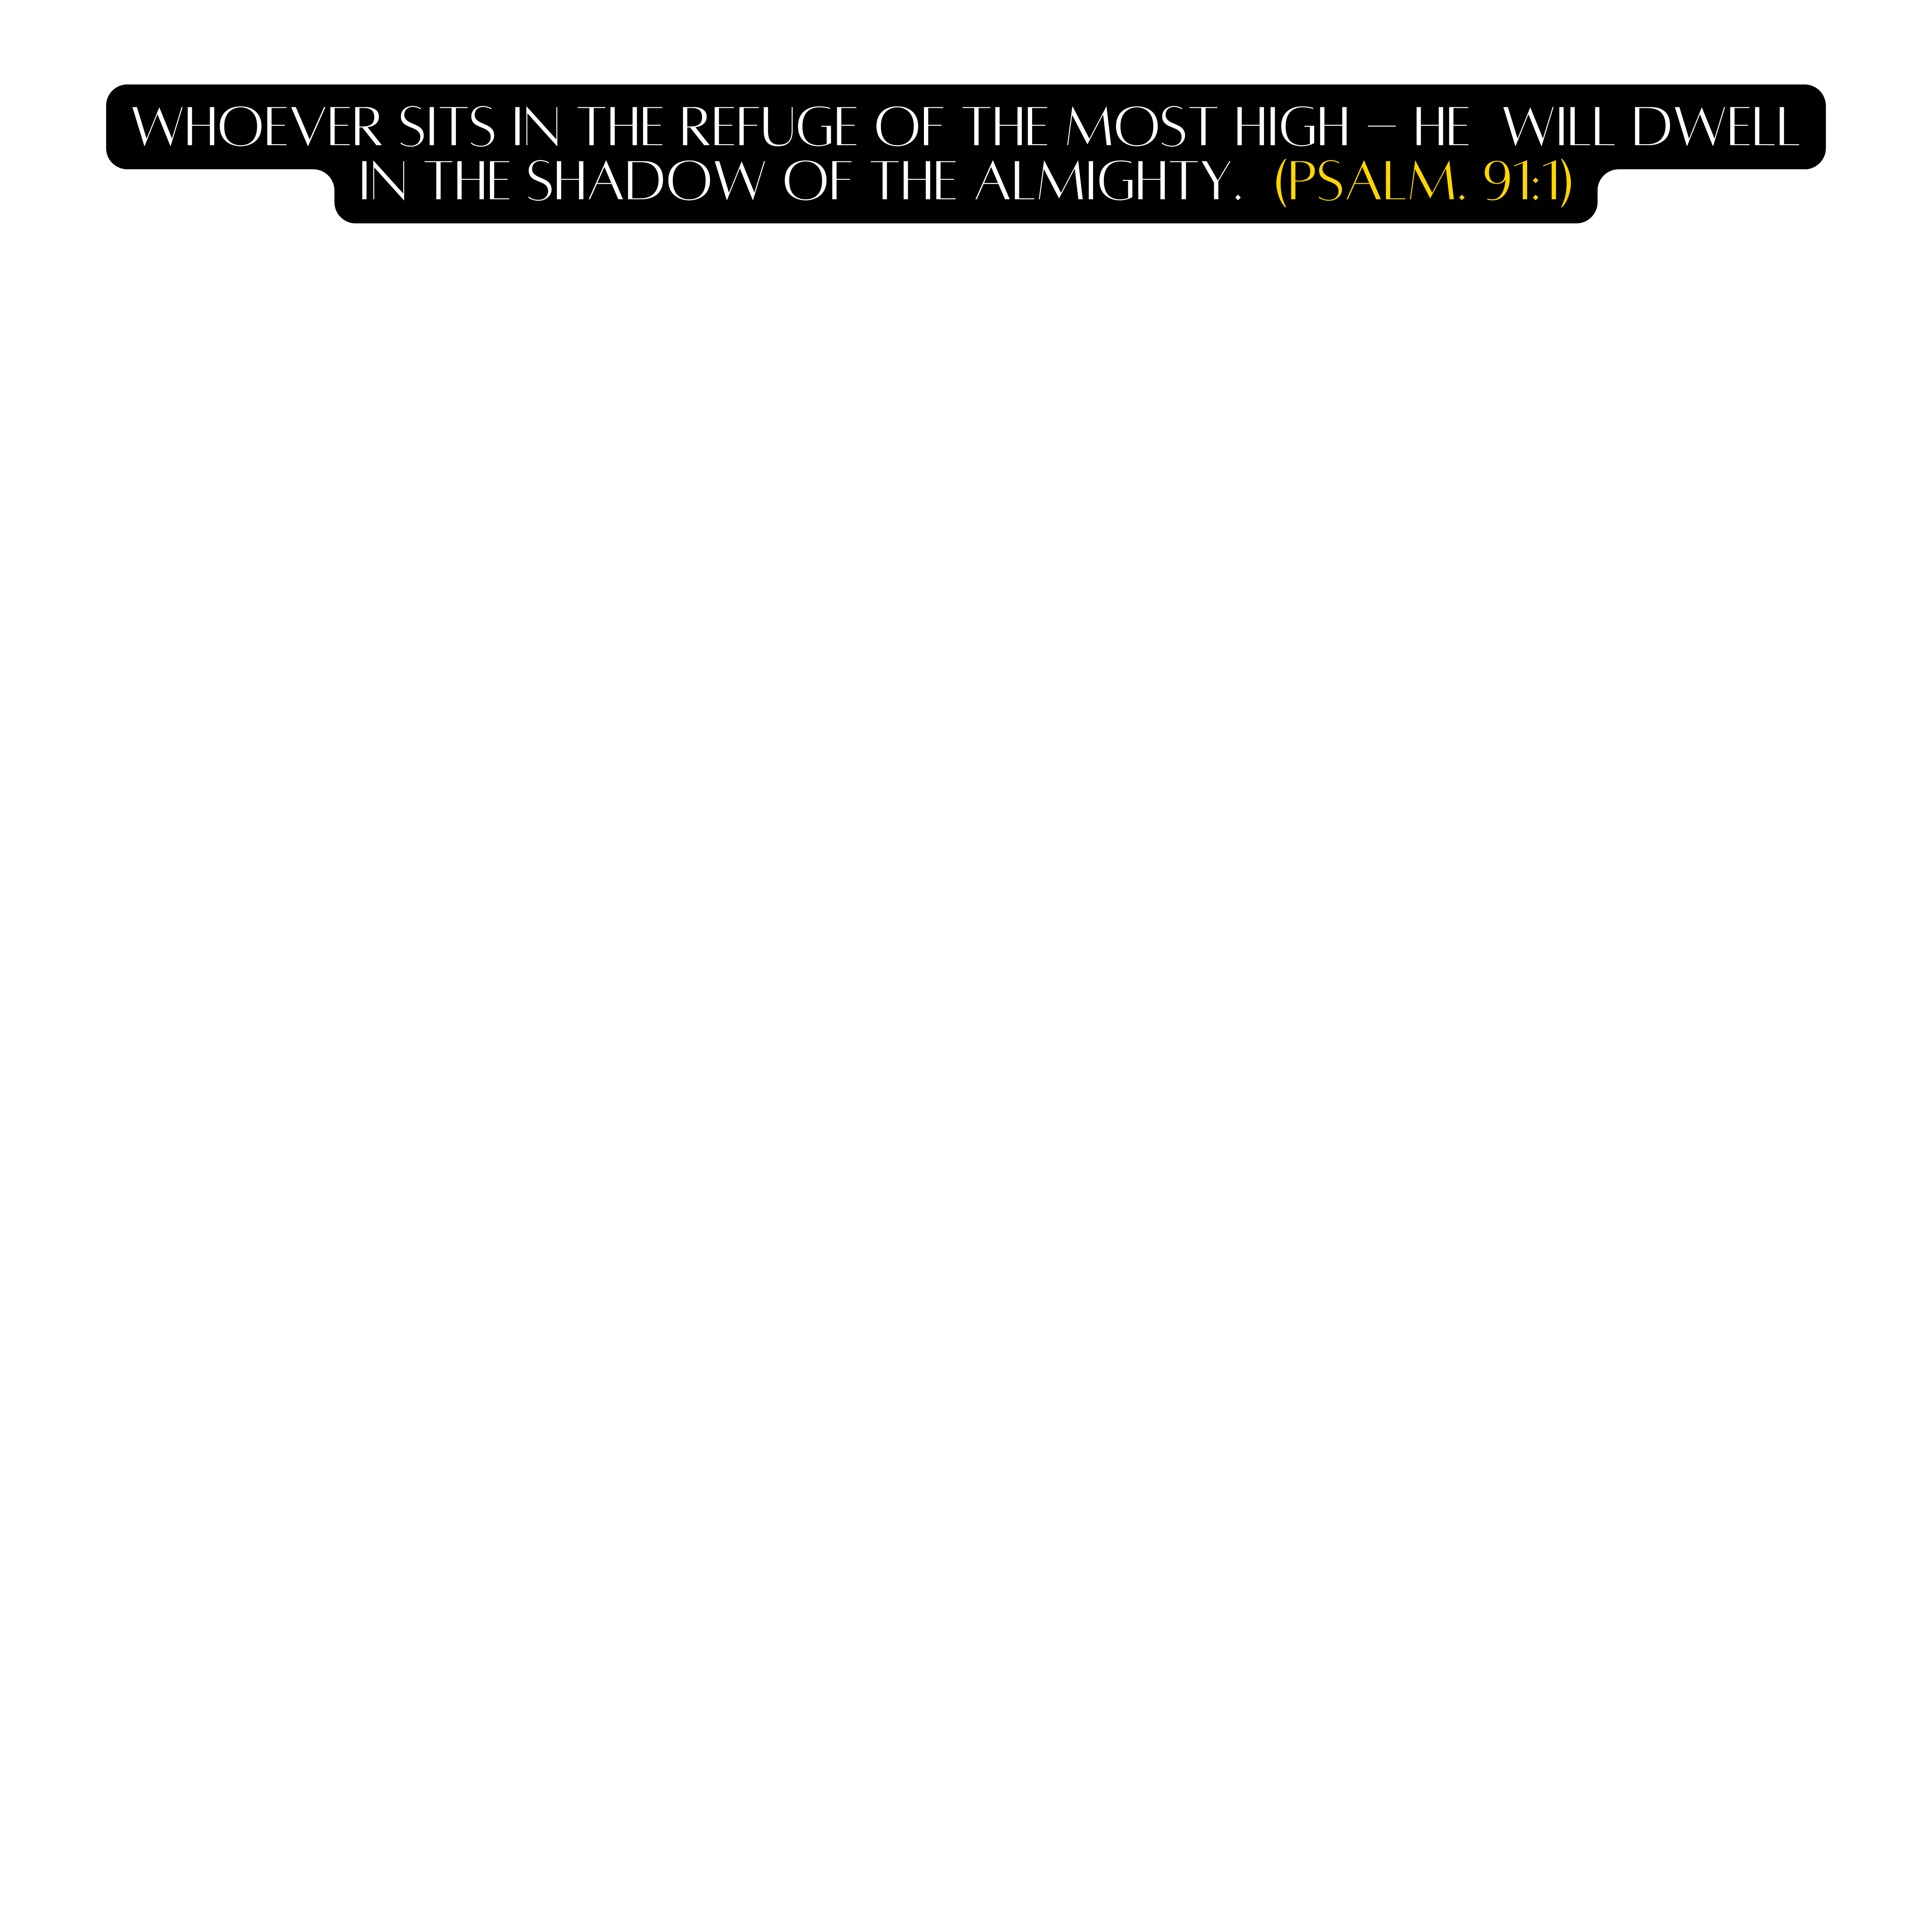 WHOEVER SITS IN THE REFUGE OF THE MOST HIGH – HE WILL DWELL
IN THE SHADOW OF THE ALMIGHTY. (PSALM. 91:1)